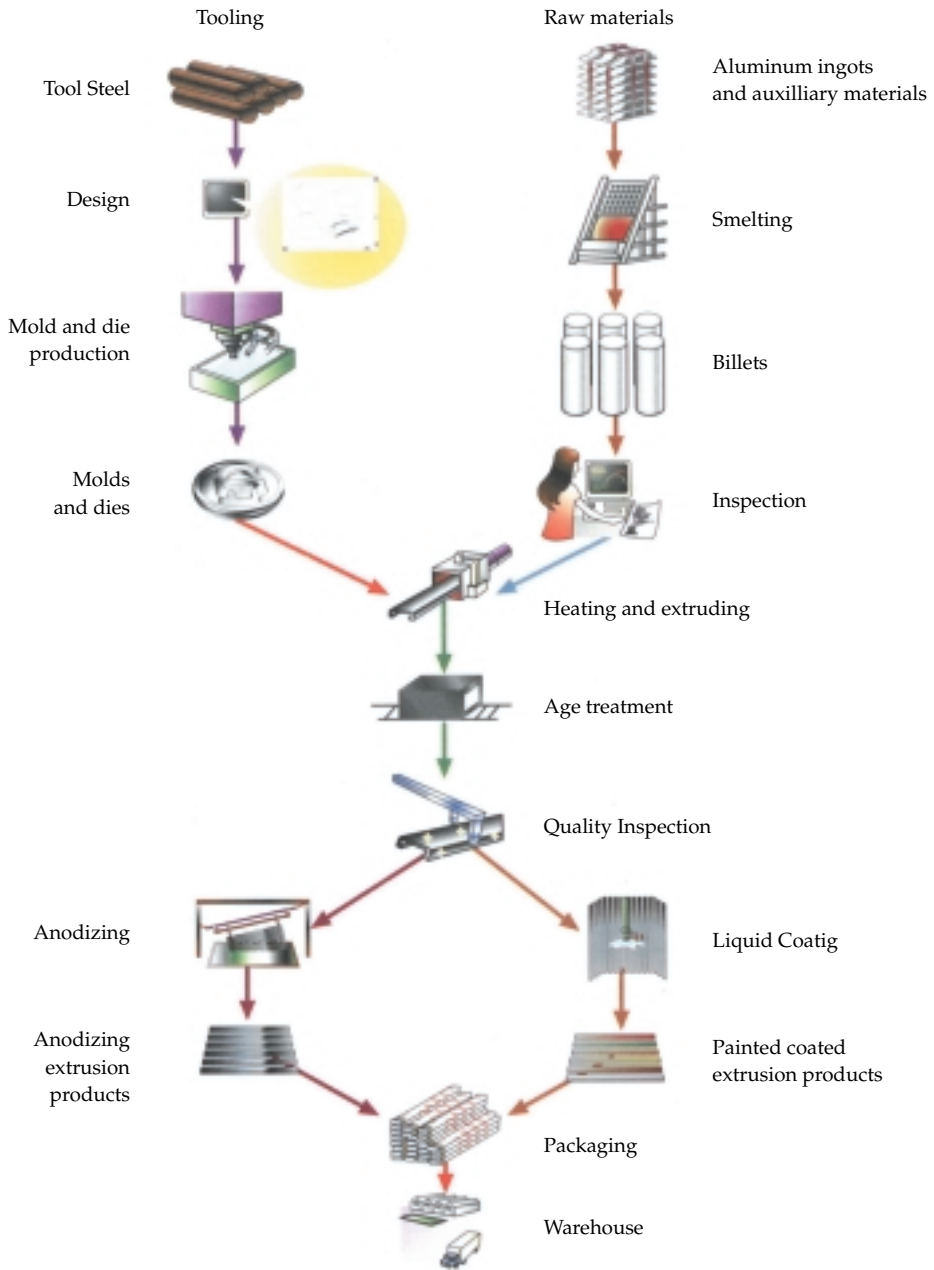 Tooling
Raw materials
Tool Steel
Aluminum ingots
and auxilliary materials
Design
Smelting
Mold and die
production
Billets
Molds
and dies
Inspection
Heating and extruding
Age treatment
Quality Inspection
Anodizing
Liquid Coatig
Anodizing
extrusion
products
Painted coated
extrusion products
Packaging
Warehouse